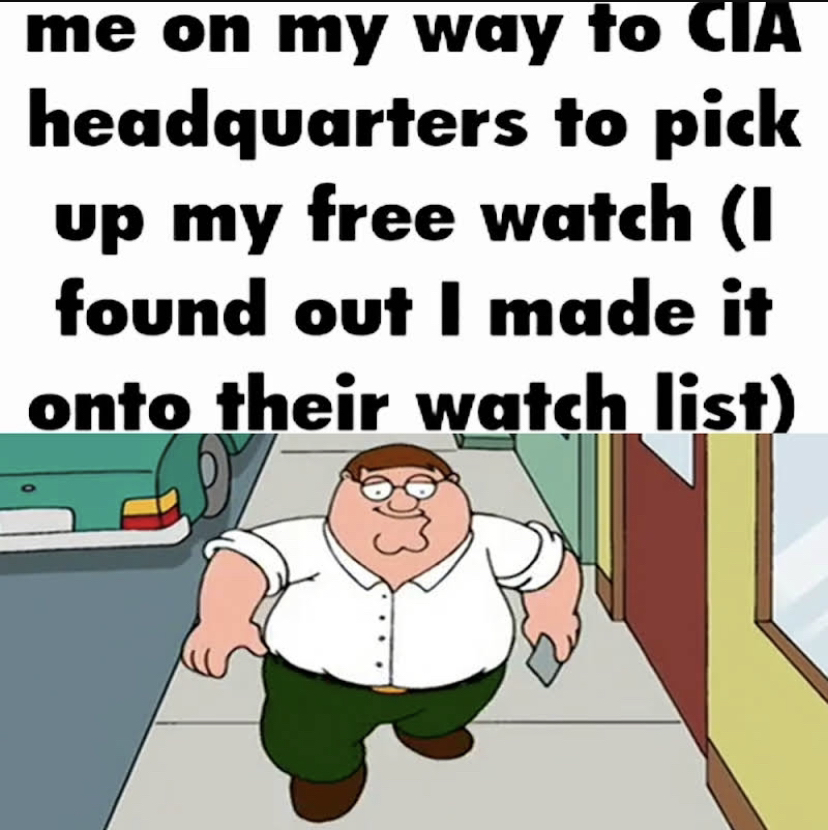 me on my way to CIA
headquarters to pick
up my free watch (I
found out I made it
onto their watch list)